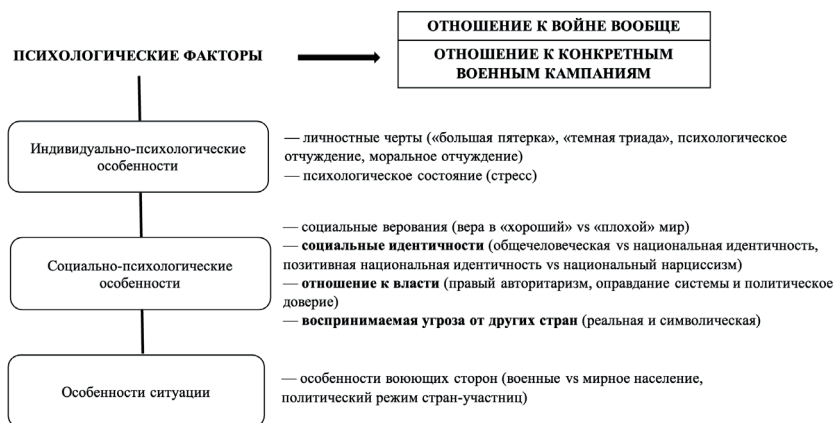 ОТНОШЕНИЕ К ВОЙНЕ ВООБЩЕ
ПСИХОЛОГИЧЕСКИЕ ФАКТОРЫ
ОТНОШЕНИЕ К КОНКРЕТНЫМ
ВОЕННЫМ КАМПАНИЯМ
Индивидуально-психологические
особенности
— личностные черты («большая пятерка», «темная триада», психологическое
отчуждение, моральное отчуждение)
— психологическое состояние (стресс)
Социально-психологические
особенности
— социальные верования (вера в «хороший» vs «плохой» мир)
— социальные идентичности (общечеловеческая vs национальная идентичность,
позитивная национальная идентичность vs национальный нарциссизм)
— отношение к власти (правый авторитаризм, оправдание системы и политическое
доверие)
— воспринимаемая угроза от других стран (реальная и символическая)
Особенности ситуации
— особенности воюющих сторон (военные vs мирное население,
политический режим стран-участниц)